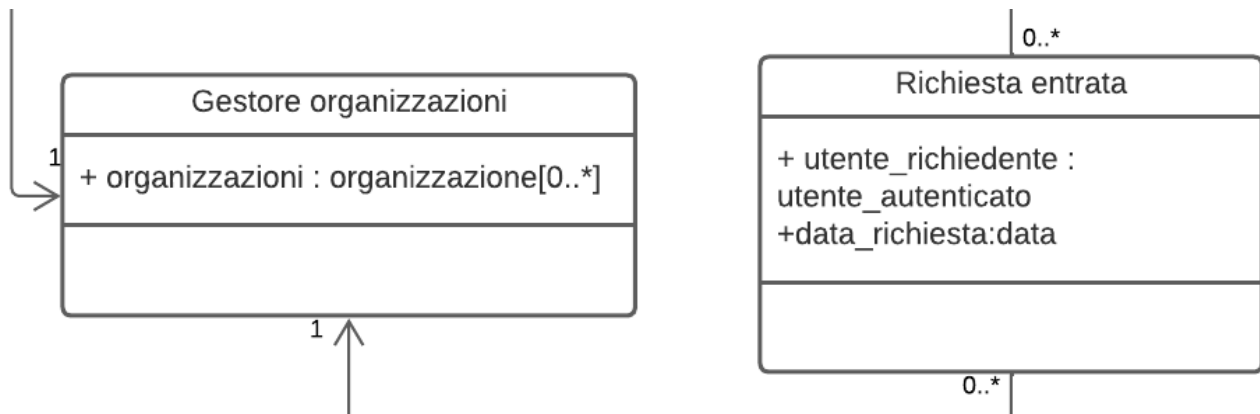 Gestore organizzazioni
1
+ organizzazioni : organizzazione[0..*]
1
0..*
Richiesta entrata
+ utente_richiedente :
utente_autenticato
+data_richiesta:data
0..*